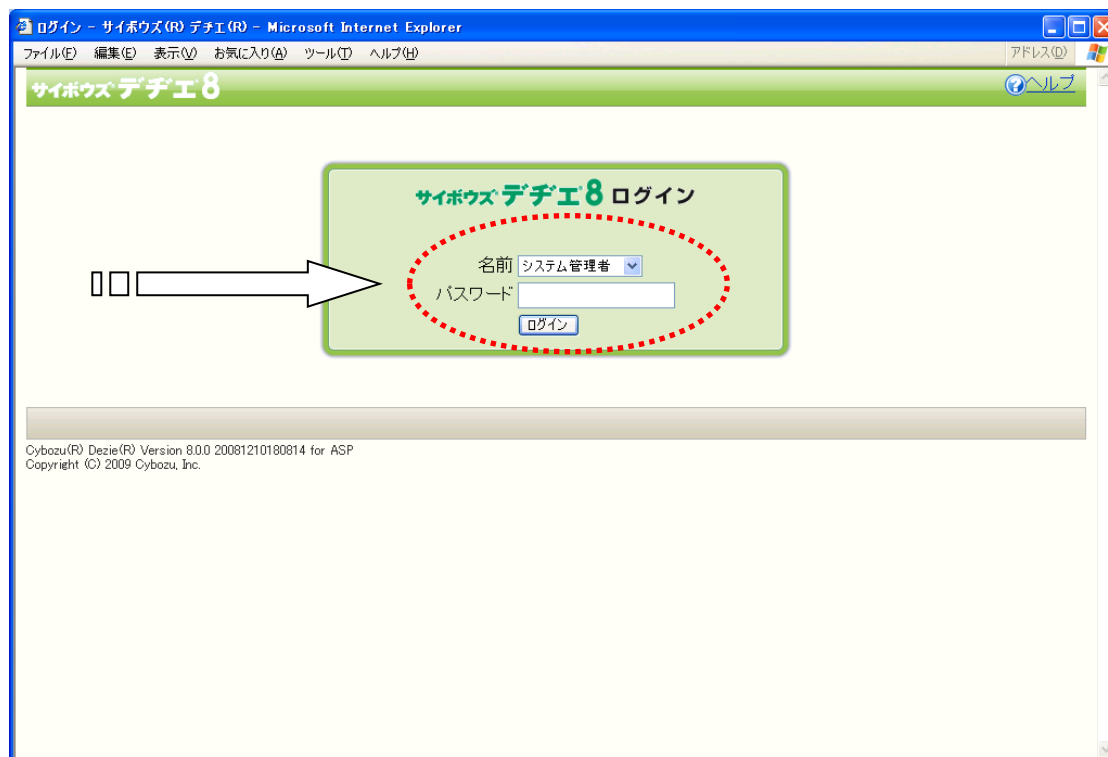 ログイン - サイボウズ(R) デヂエ(R) - Microsoft Internet Explorer
ファイル(F) 編集(E) 表示(V) お気に入り(A) ツール(T) ヘルプ(H) アドレス(D)
サイボウズ デヂエ8 ?ヘルプ
サイボウズ デヂエ8 ログイン
名前 システム管理者
パスワード
ログイン
Cybozu(R) Dezie(R) Version 8.0.0 20081210180814 for ASP
Copyright (C) 2009 Cybozu, Inc.